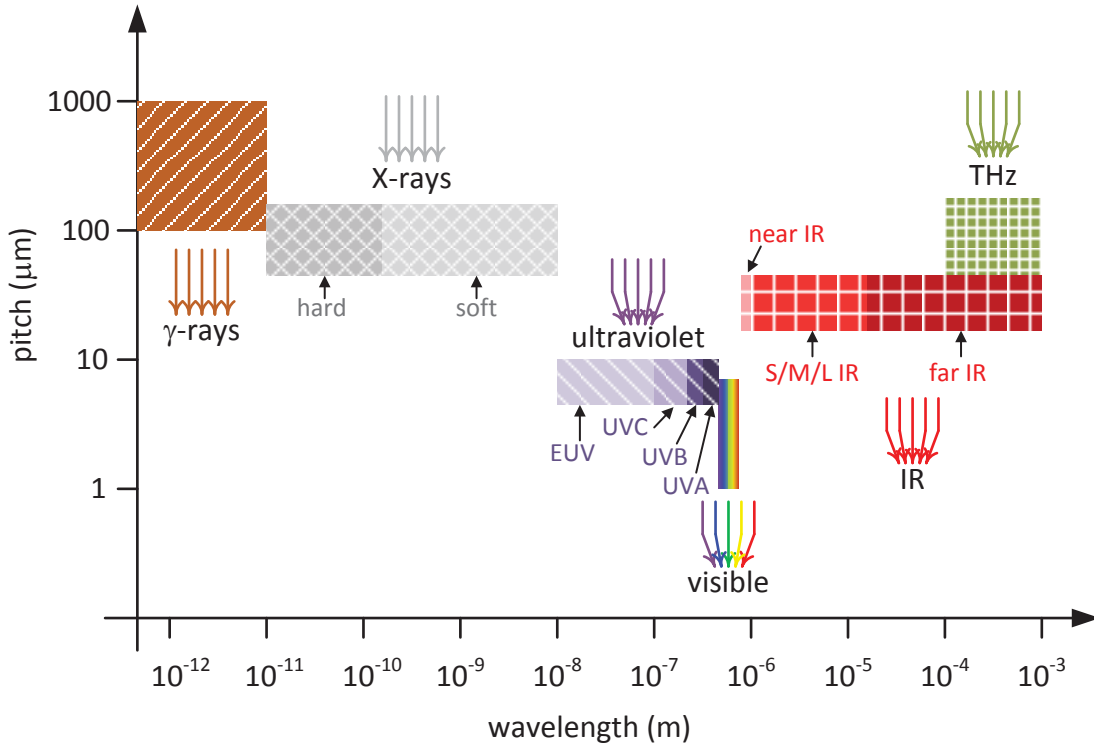 1000
100
10
1
pitch (μm)
γ-rays
X-rays
hard
soft
ultraviolet
EUV
UVC
UVB
UVA
visible
near IR
S/M/L IR
far IR
IR
THz
10⁻¹² 10⁻¹¹ 10⁻¹⁰ 10⁻⁹ 10⁻⁸ 10⁻⁷ 10⁻⁶ 10⁻⁵ 10⁻⁴ 10⁻³
wavelength (m)